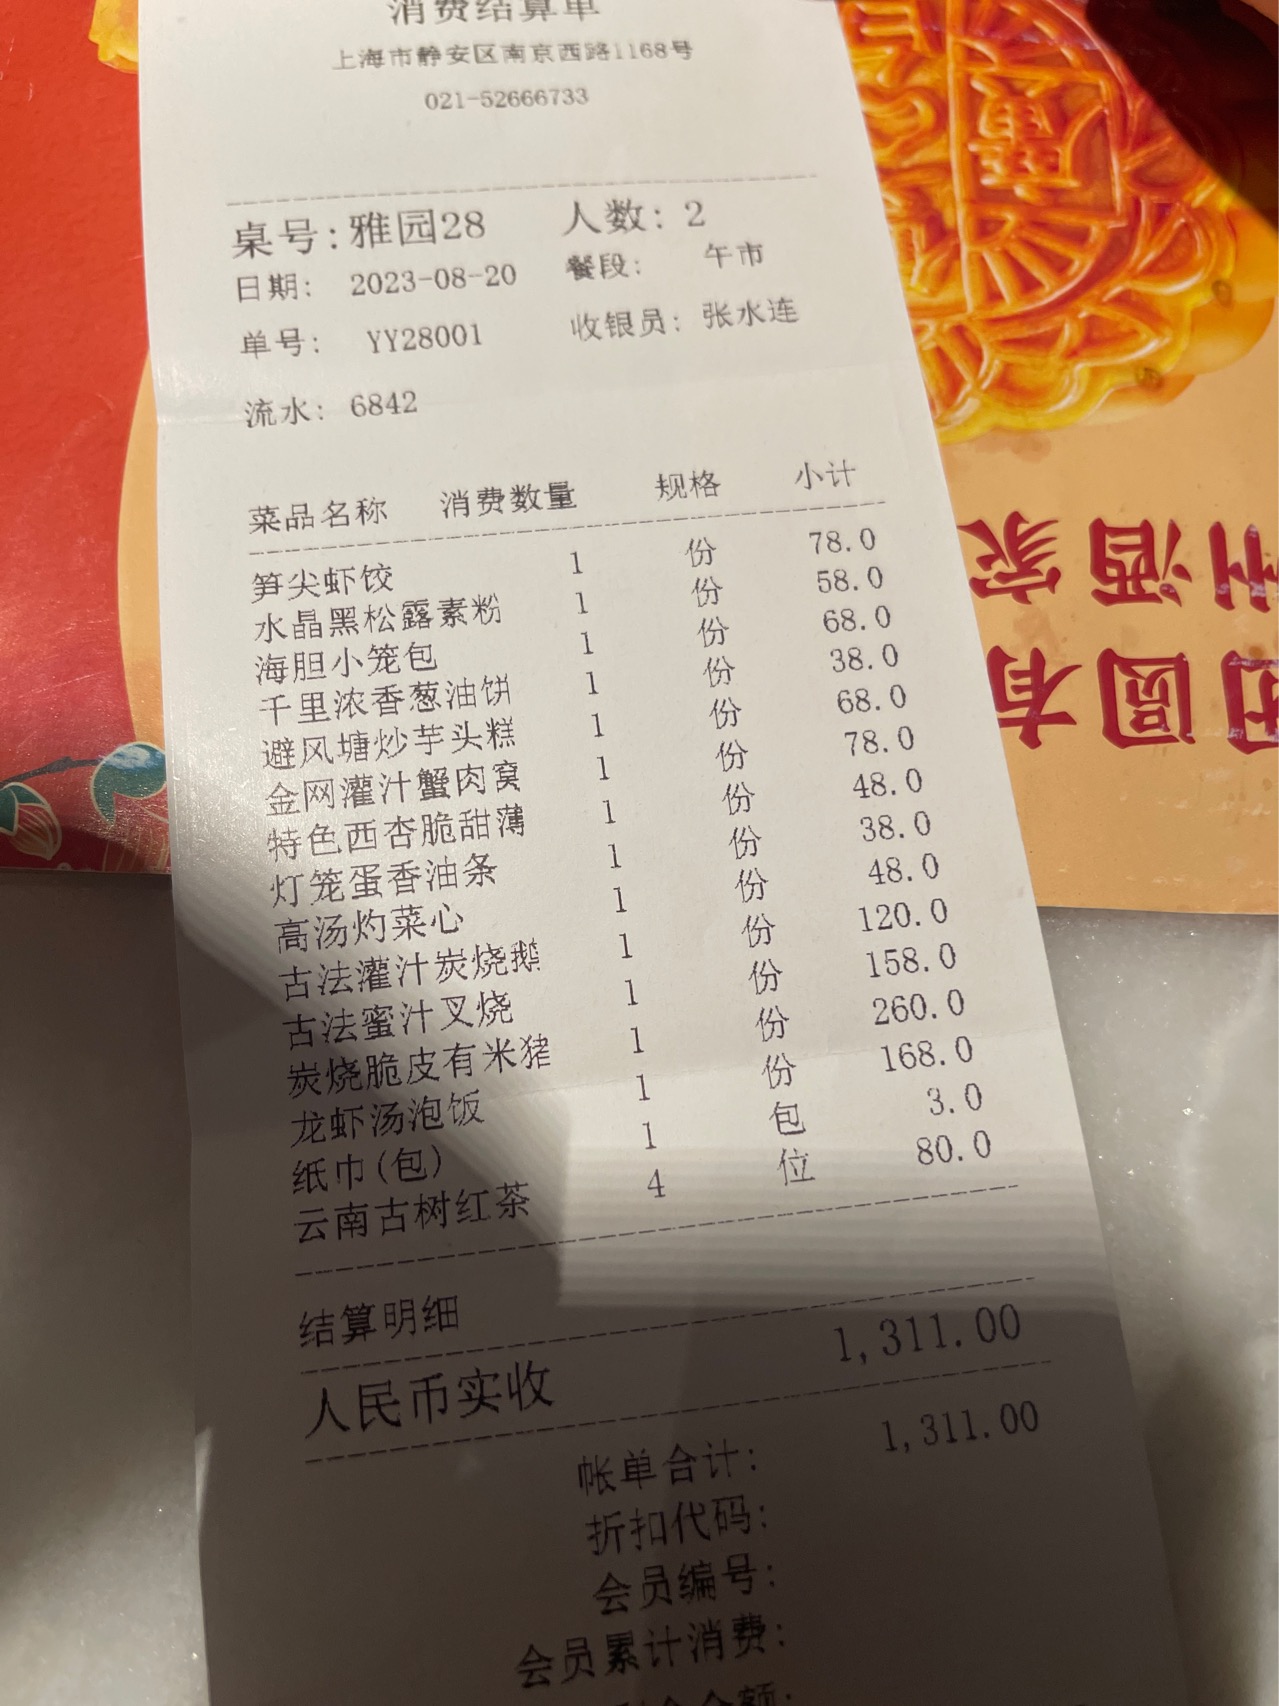 消费结算单
上海市静安区南京西路1168号
021-52666733
桌号:雅园28 人数: 2
日期: 2023-08-20 餐段: 午市
单号: YY28001 收银员: 张水连
流水: 6842
菜品名称 消费数量 规格 小计
笋尖虾饺 1 份 78.0
水晶黑松露素粉 1 份 58.0
海胆小笼包 1 份 68.0
千里浓香葱油饼 1 份 38.0
避风塘炒芋头糕 1 份 68.0
金网灌汁蟹肉窝 1 份 78.0
特色西杏脆甜薄 1 份 48.0
灯笼蛋香油条 1 份 38.0
高汤灼菜心 1 份 48.0
古法灌汁炭烧鹅 1 份 120.0
古法蜜汁叉烧 1 份 158.0
炭烧脆皮有米猪 1 份 260.0
龙虾汤泡饭 1 份 168.0
纸巾(包) 1 包 3.0
云南古树红茶 4 位 80.0
结算明细
人民币实收 1,311.00
帐单合计: 1,311.00
折扣代码:
会员编号:
会员累计消费:
团圆有
州酒家